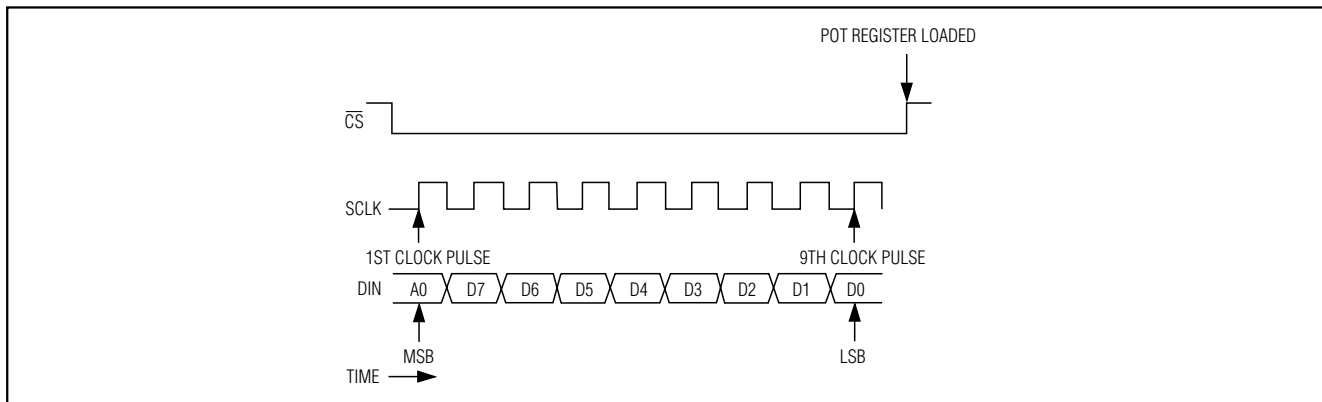 POT REGISTER LOADED
CS
SCLK
1ST CLOCK PULSE 9TH CLOCK PULSE
DIN A0 D7 D6 D5 D4 D3 D2 D1 D0
MSB LSB
TIME